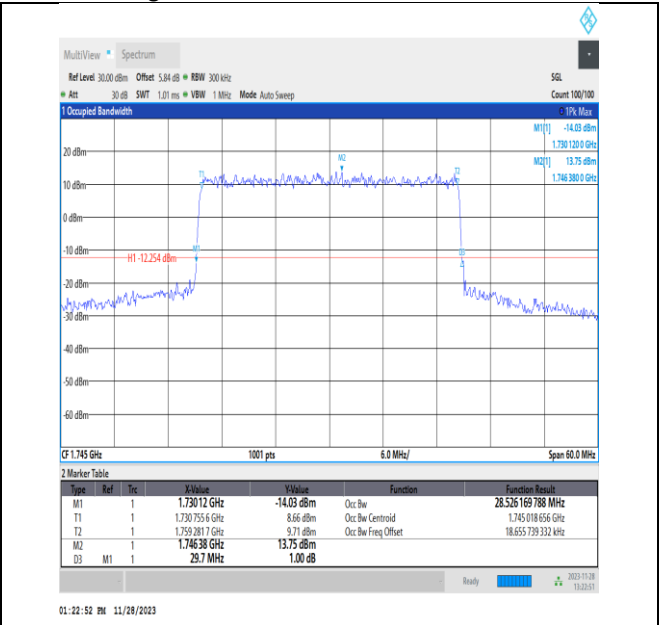 MultiView Spectrum
Ref Level 30.00 dBm Offset 5.84 dB RBW 300 kHz SGL
Att 30 dB SWT 1.01 ms VBW 1 MHz Mode Auto Sweep Count 100/100
1 Occupied Bandwidth 1Pk Max
M1[1] -14.03 dBm
1.730 120 0 GHz
M2[1] 13.75 dBm
1.746 380 0 GHz
20 dBm
M2
T1 T2
10 dBm
0 dBm
-10 dBm
M1
H1 -12.254 dBm
-20 dBm
-30 dBm
-40 dBm
-50 dBm
-60 dBm
CF 1.745 GHz 1001 pts 6.0 MHz/ Span 60.0 MHz
2 Marker Table
Type Ref Trc X-Value Y-Value Function Function Result
M1 1 1.73012 GHz -14.03 dBm Occ Bw 28.526 169 788 MHz
T1 1 1.730 755 6 GHz 8.66 dBm Occ Bw Centroid 1.745 018 656 GHz
T2 1 1.759 281 7 GHz 9.71 dBm Occ Bw Freq Offset 18.655 739 332 kHz
M2 1 1.74638 GHz 13.75 dBm
D3 M1 1 29.7 MHz 1.00 dB
Ready 2023-11-28
13:22:51
01:22:52 PM 11/28/2023